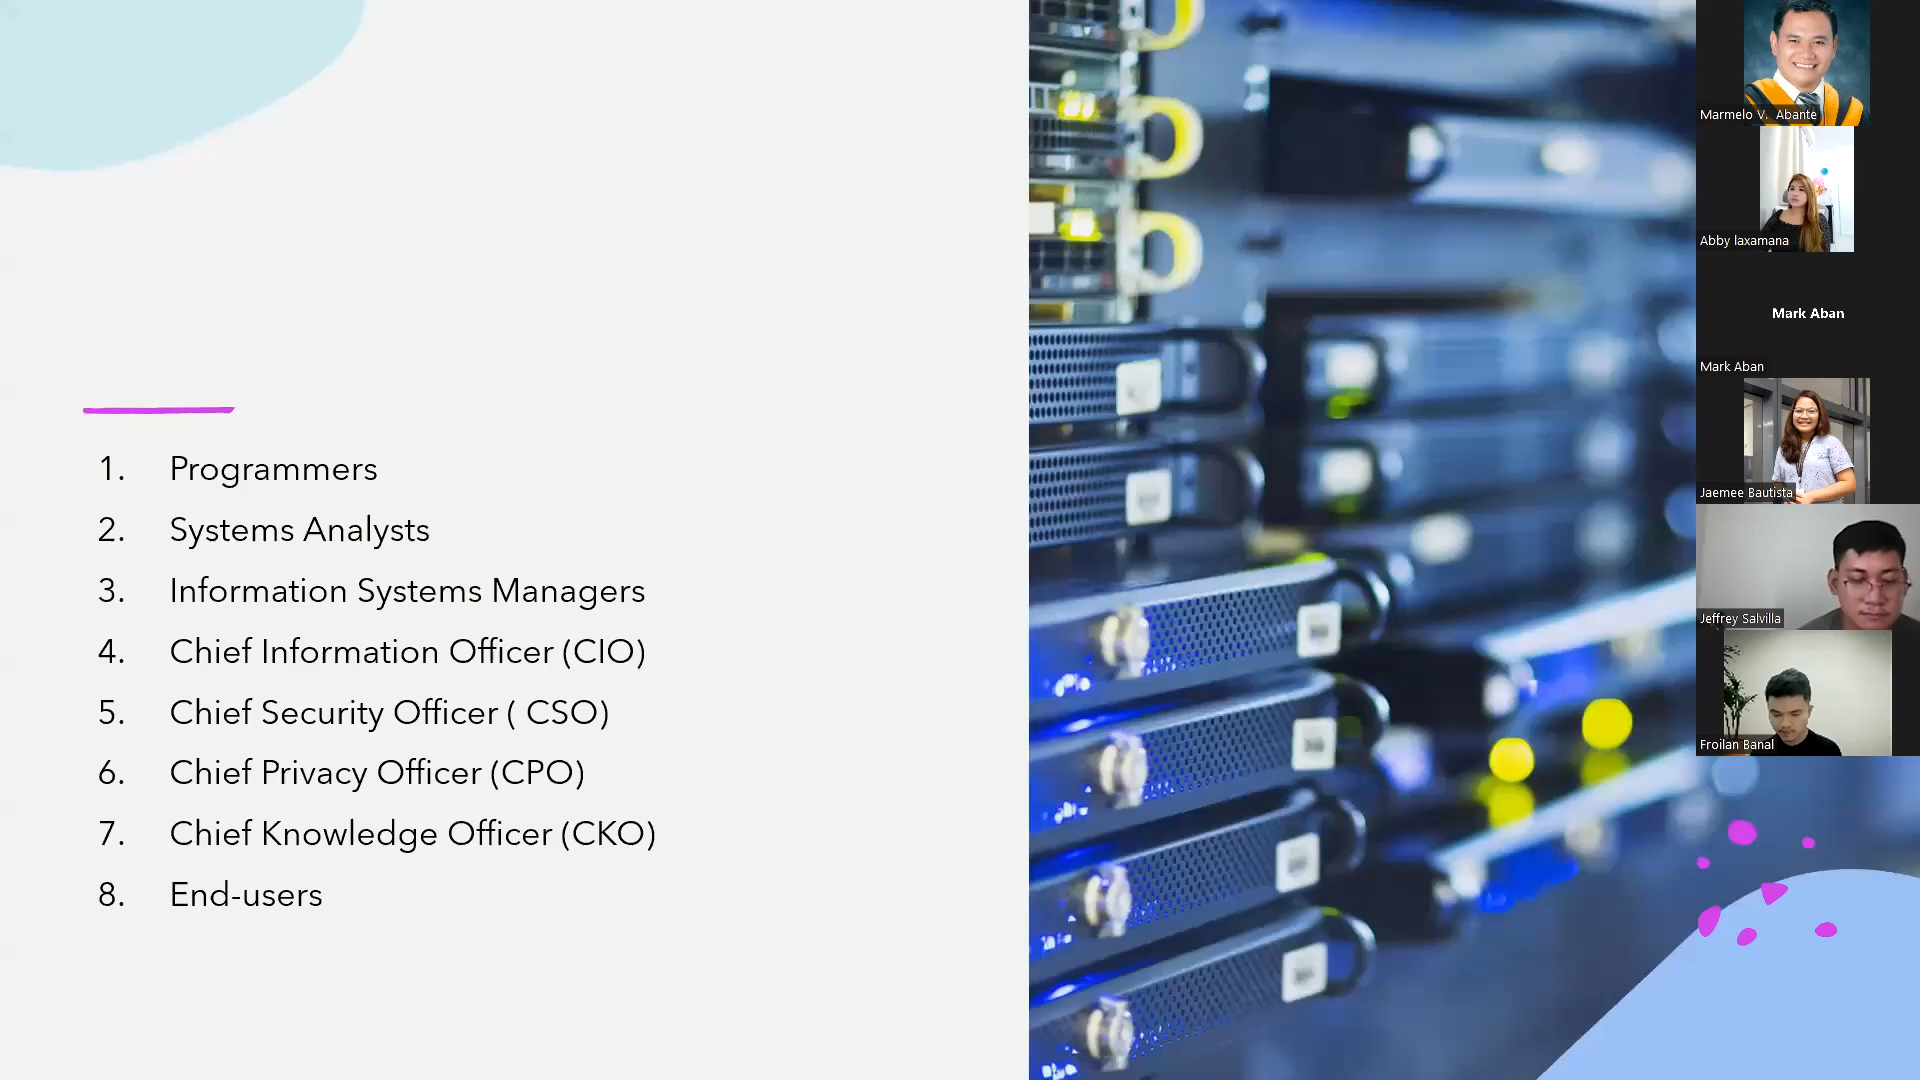 1. Programmers
2. Systems Analysts
3. Information Systems Managers
4. Chief Information Officer (CIO)
5. Chief Security Officer ( CSO)
6. Chief Privacy Officer (CPO)
7. Chief Knowledge Officer (CKO)
8. End-users
Marmelo V. Abante
Abby laxamana
Mark Aban
Mark Aban
Jaemee Bautista
Jeffrey Salvilla
Froilan Banal